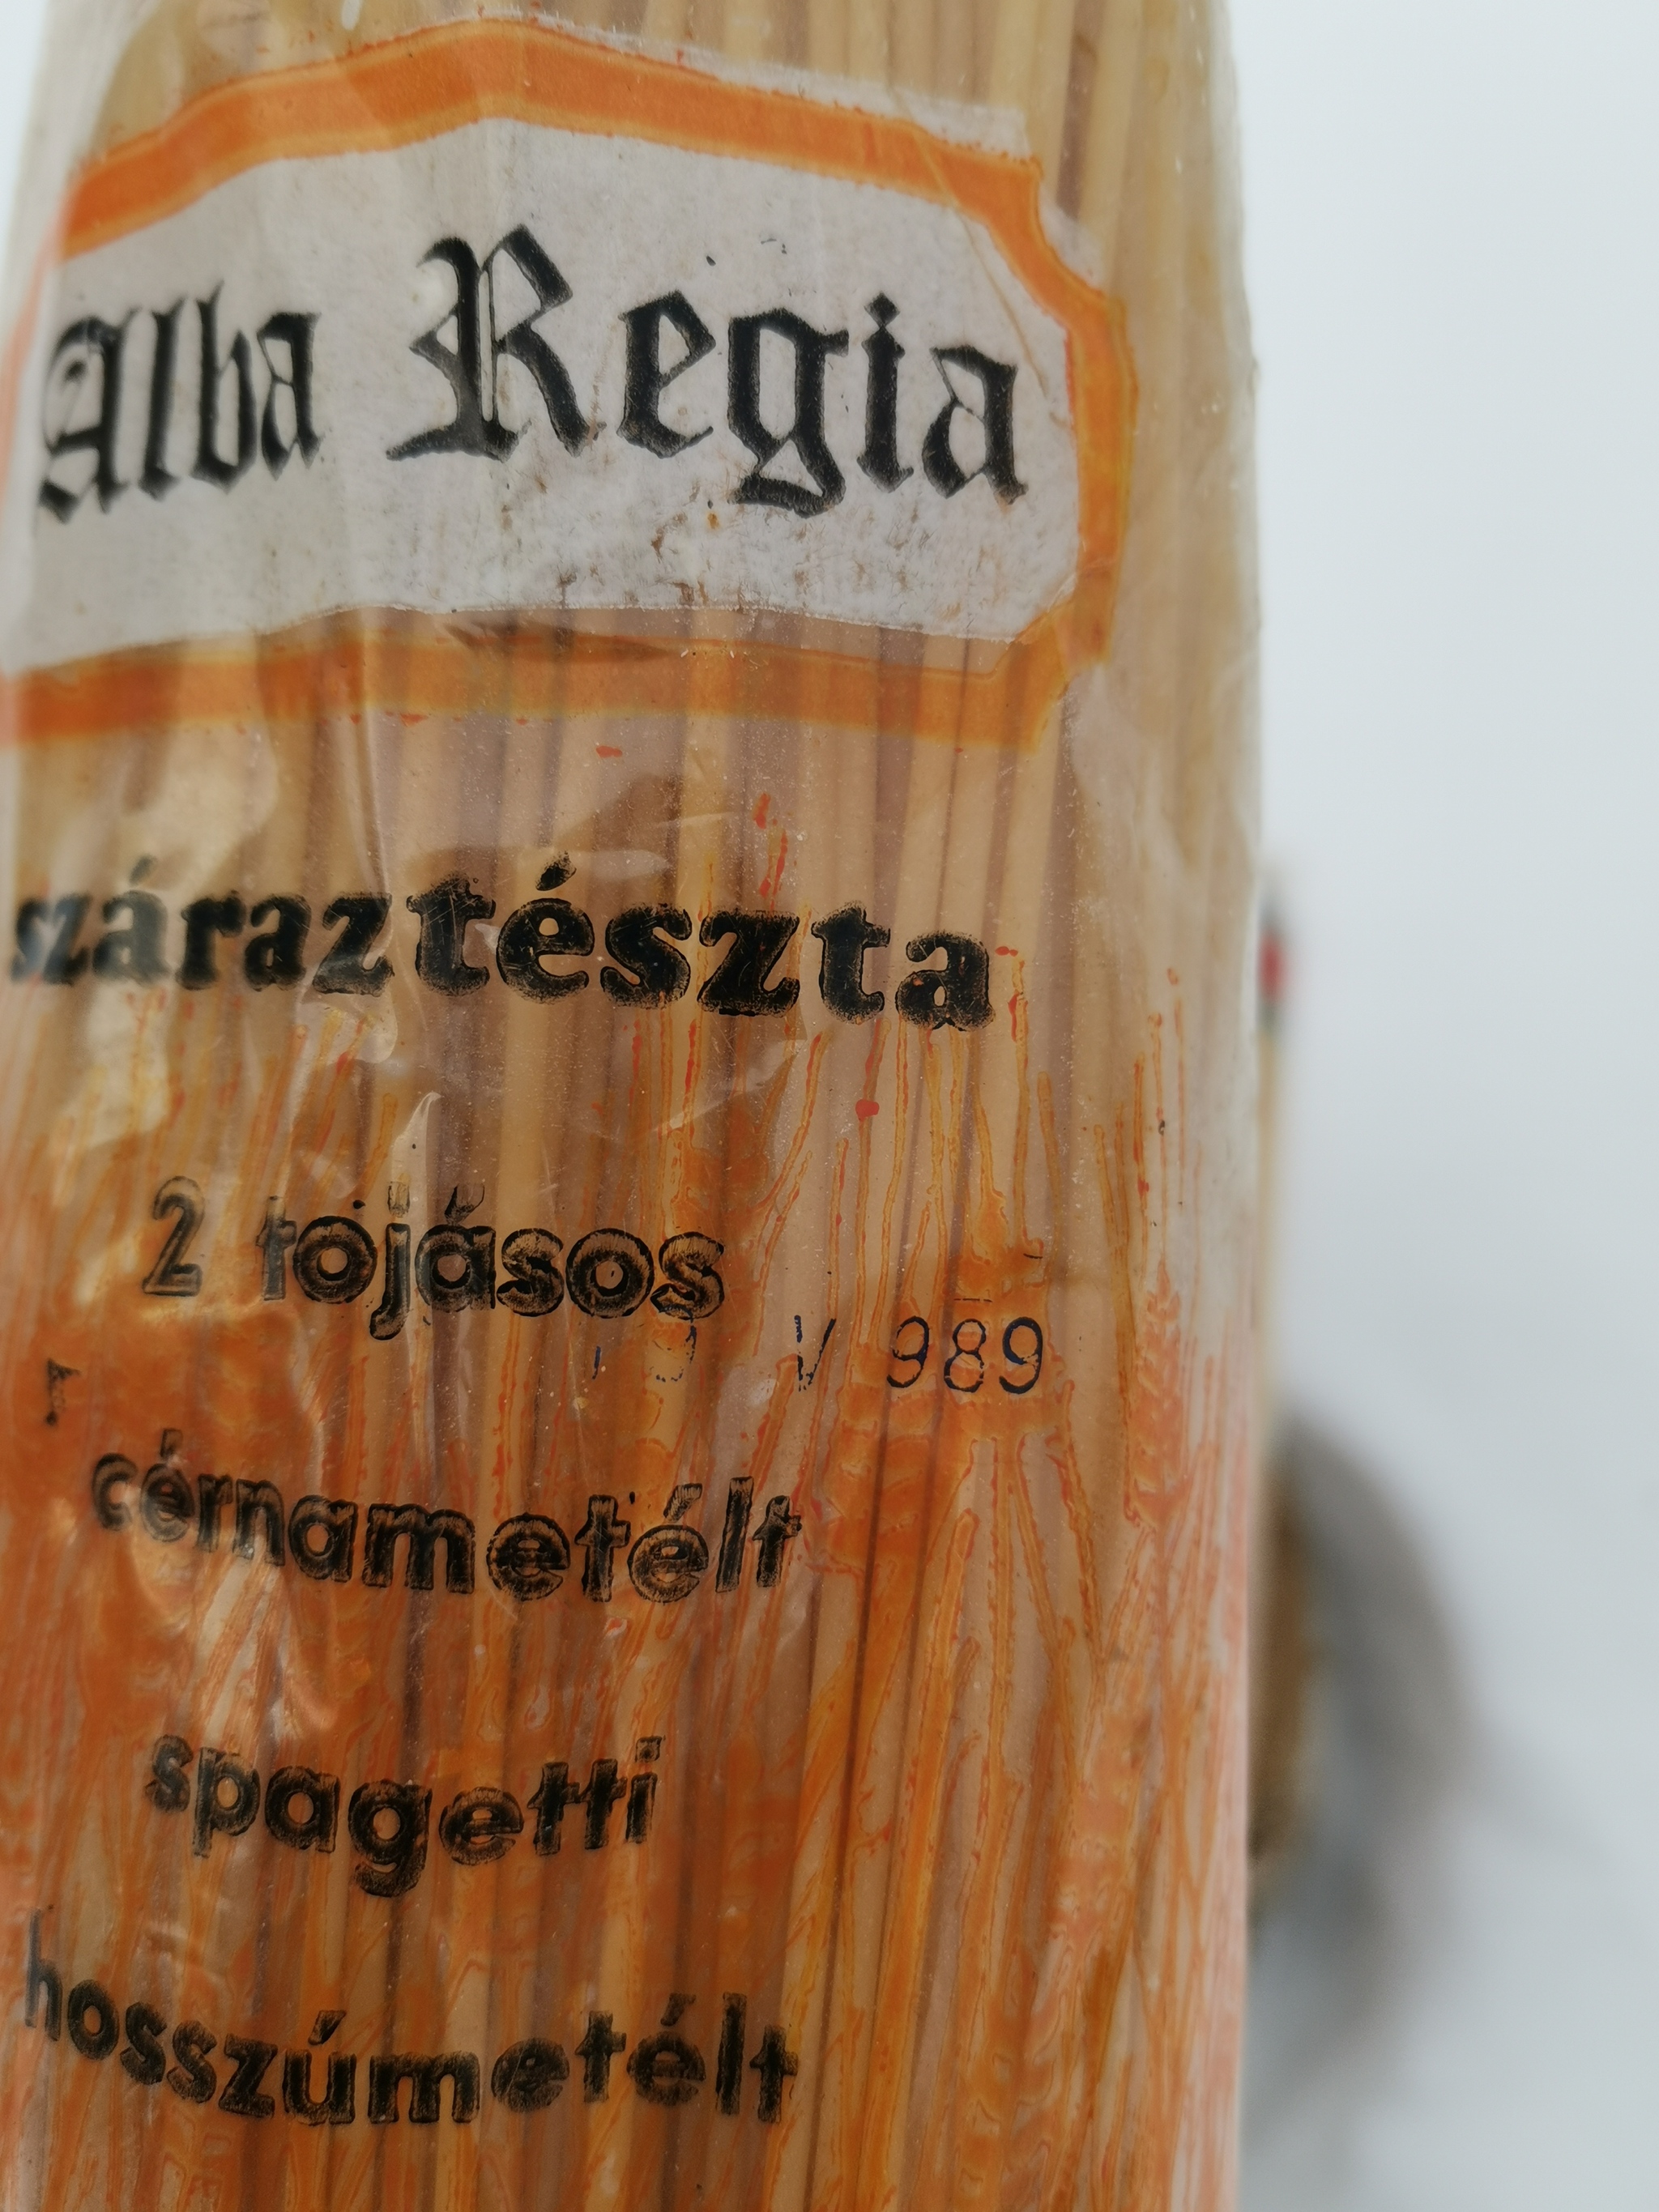 Alba Regia
száraztészta
2 tojásos
V 989
cérnametélt
spagetti
hosszúmetélt